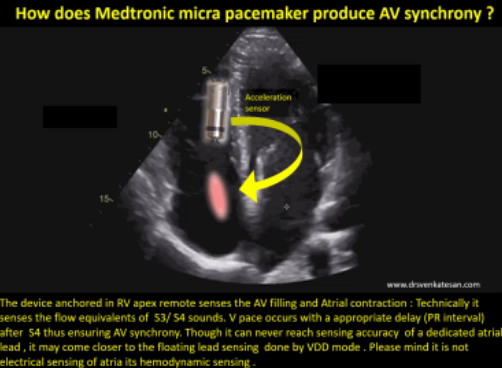 How does Medtronic micra pacemaker produce AV synchrony ?
5
Acceleration
sensor
10
15
www.drsvenkatesan.com
The device anchored in RV apex remote senses the AV filling and Atrial contraction : Technically it
senses the flow equivalents of S3/ S4 sounds. V pace occurs with a appropriate delay (PR interval)
after S4 thus ensuring AV synchrony. Though it can never reach sensing accuracy of a dedicated atrial
lead , it may come closer to the floating lead sensing done by VDD mode . Please mind it is not
electrical sensing of atria its hemodynamic sensing .